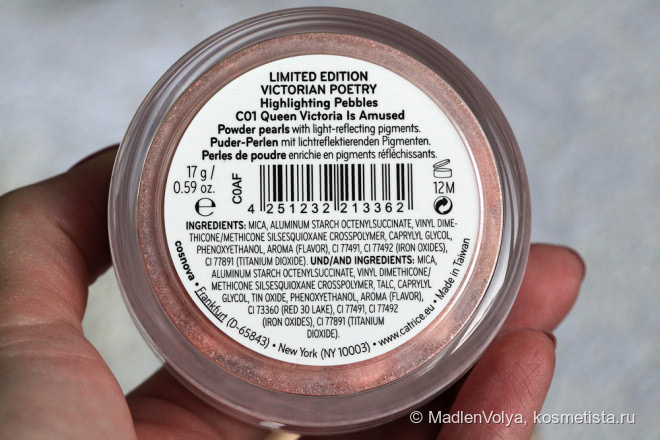 LIMITED EDITION
VICTORIAN POETRY
Highlighting Pebbles
C01 Queen Victoria Is Amused
Powder pearls with light-reflecting pigments.
Puder-Perlen mit lichtreflektierenden Pigmenten.
Perles de poudre enrichie en pigments réfléchissants.
17 g /
0.59 oz.
e
C0AF
4 251232 213362
12M
INGREDIENTS: MICA, ALUMINUM STARCH OCTENYLSUCCINATE, VINYL DIME-
THICONE/METHICONE SILSESQUIOXANE CROSSPOLYMER, CAPRYLYL GLYCOL,
PHENOXYETHANOL, AROMA (FLAVOR), CI 77491, CI 77492 (IRON OXIDES),
CI 77891 (TITANIUM DIOXIDE). UND/AND INGREDIENTS: MICA,
ALUMINUM STARCH OCTENYLSUCCINATE, VINYL DIMETHICONE/
METHICONE SILSESQUIOXANE CROSSPOLYMER, TALC, CAPRYLYL
GLYCOL, TIN OXIDE, PHENOXYETHANOL, AROMA (FLAVOR),
CI 73360 (RED 30 LAKE), CI 77491, CI 77492
(IRON OXIDES), CI 77891 (TITANIUM
DIOXIDE).
cosnova • Frankfurt (D-65843) • New York (NY 10003) • www.catrice.eu • Made in Taiwan
© MadlenVolya, kosmetista.ru